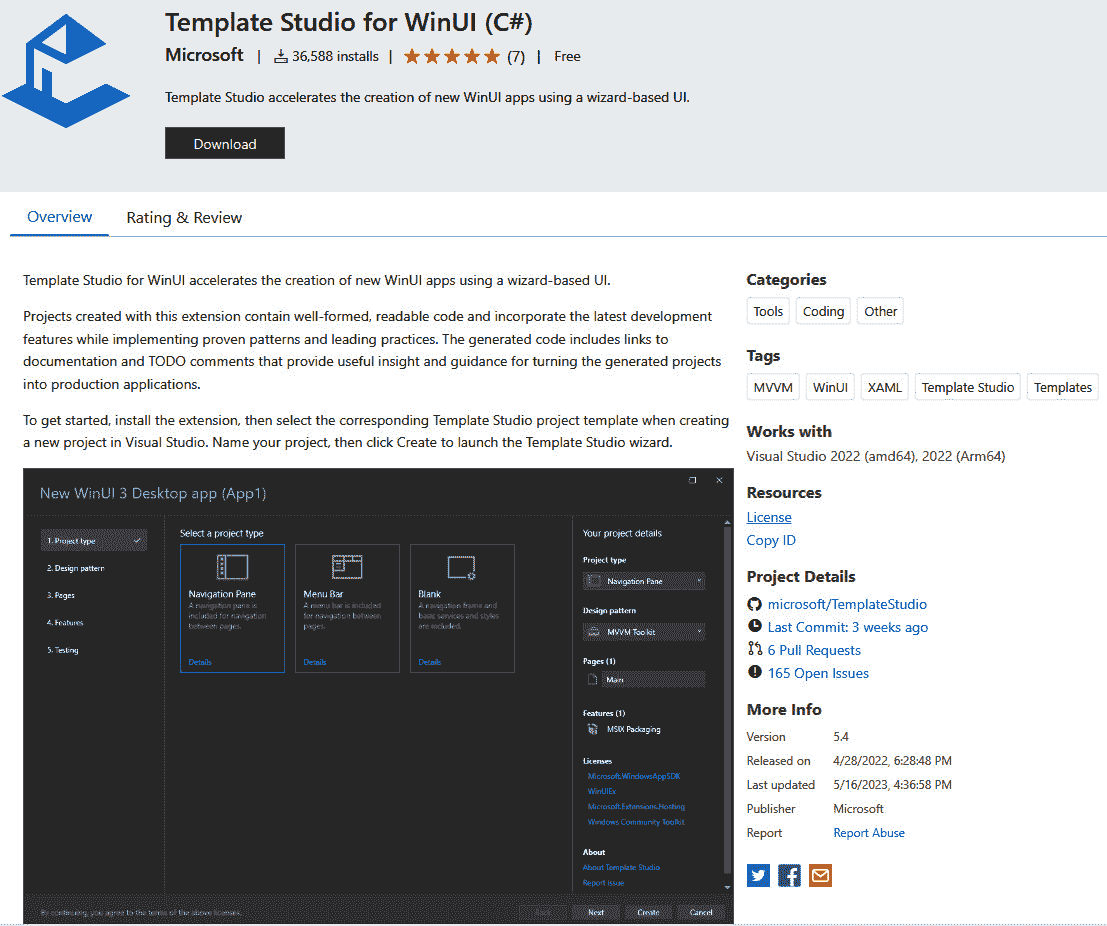 Template Studio for WinUI (C#)
Microsoft | 36,588 installs | (7) | Free
Template Studio accelerates the creation of new WinUI apps using a wizard-based UI.
Download
Overview Rating & Review
Template Studio for WinUI accelerates the creation of new WinUI apps using a wizard-based UI.
Projects created with this extension contain well-formed, readable code and incorporate the latest development
features while implementing proven patterns and leading practices. The generated code includes links to
documentation and TODO comments that provide useful insight and guidance for turning the generated projects
into production applications.
To get started, install the extension, then select the corresponding Template Studio project template when creating
a new project in Visual Studio. Name your project, then click Create to launch the Template Studio wizard.
New WinUI 3 Desktop app (App1)
1. Project type
2. Design pattern
3. Pages
4. Features
5. Testing
Select a project type
Navigation Pane
A navigation pane is
included for navigation
between pages.
Details
Menu Bar
A menu bar is included
for navigation between
pages.
Details
Blank
A navigation frame and
basic services and styles
are included.
Details
Your project details
Project type
Navigation Pane
Design pattern
MVVM Toolkit
Pages (1)
Main
Features (1)
MSIX Packaging
Licenses
Microsoft.WindowsAppSDK
WinUIEx
Microsoft.Extensions.Hosting
Windows Community Toolkit
About
About Template Studio
Report issue
By continuing, you agree to the terms of the above licenses.
Back Next Create Cancel
Categories
Tools Coding Other
Tags
MVVM WinUI XAML Template Studio Templates
Works with
Visual Studio 2022 (amd64), 2022 (Arm64)
Resources
License
Copy ID
Project Details
microsoft/TemplateStudio
Last Commit: 3 weeks ago
6 Pull Requests
165 Open Issues
More Info
Version 5.4
Released on 4/28/2022, 6:28:48 PM
Last updated 5/16/2023, 4:36:58 PM
Publisher Microsoft
Report Report Abuse